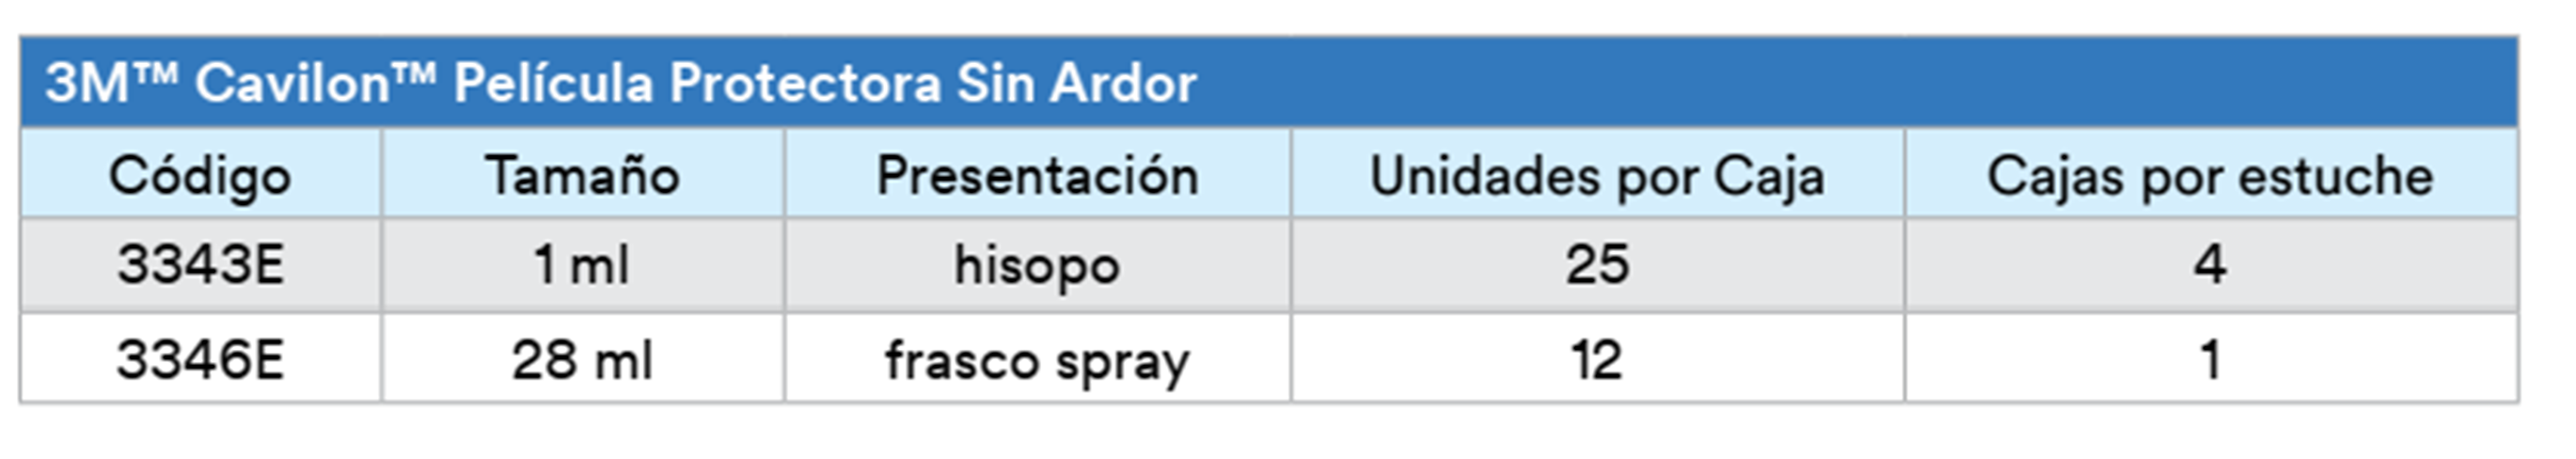 3M™ Cavilon™ Película Protectora Sin Ardor
Código Tamaño Presentación Unidades por Caja Cajas por estuche
3343E 1 ml hisopo 25 4
3346E 28 ml frasco spray 12 1